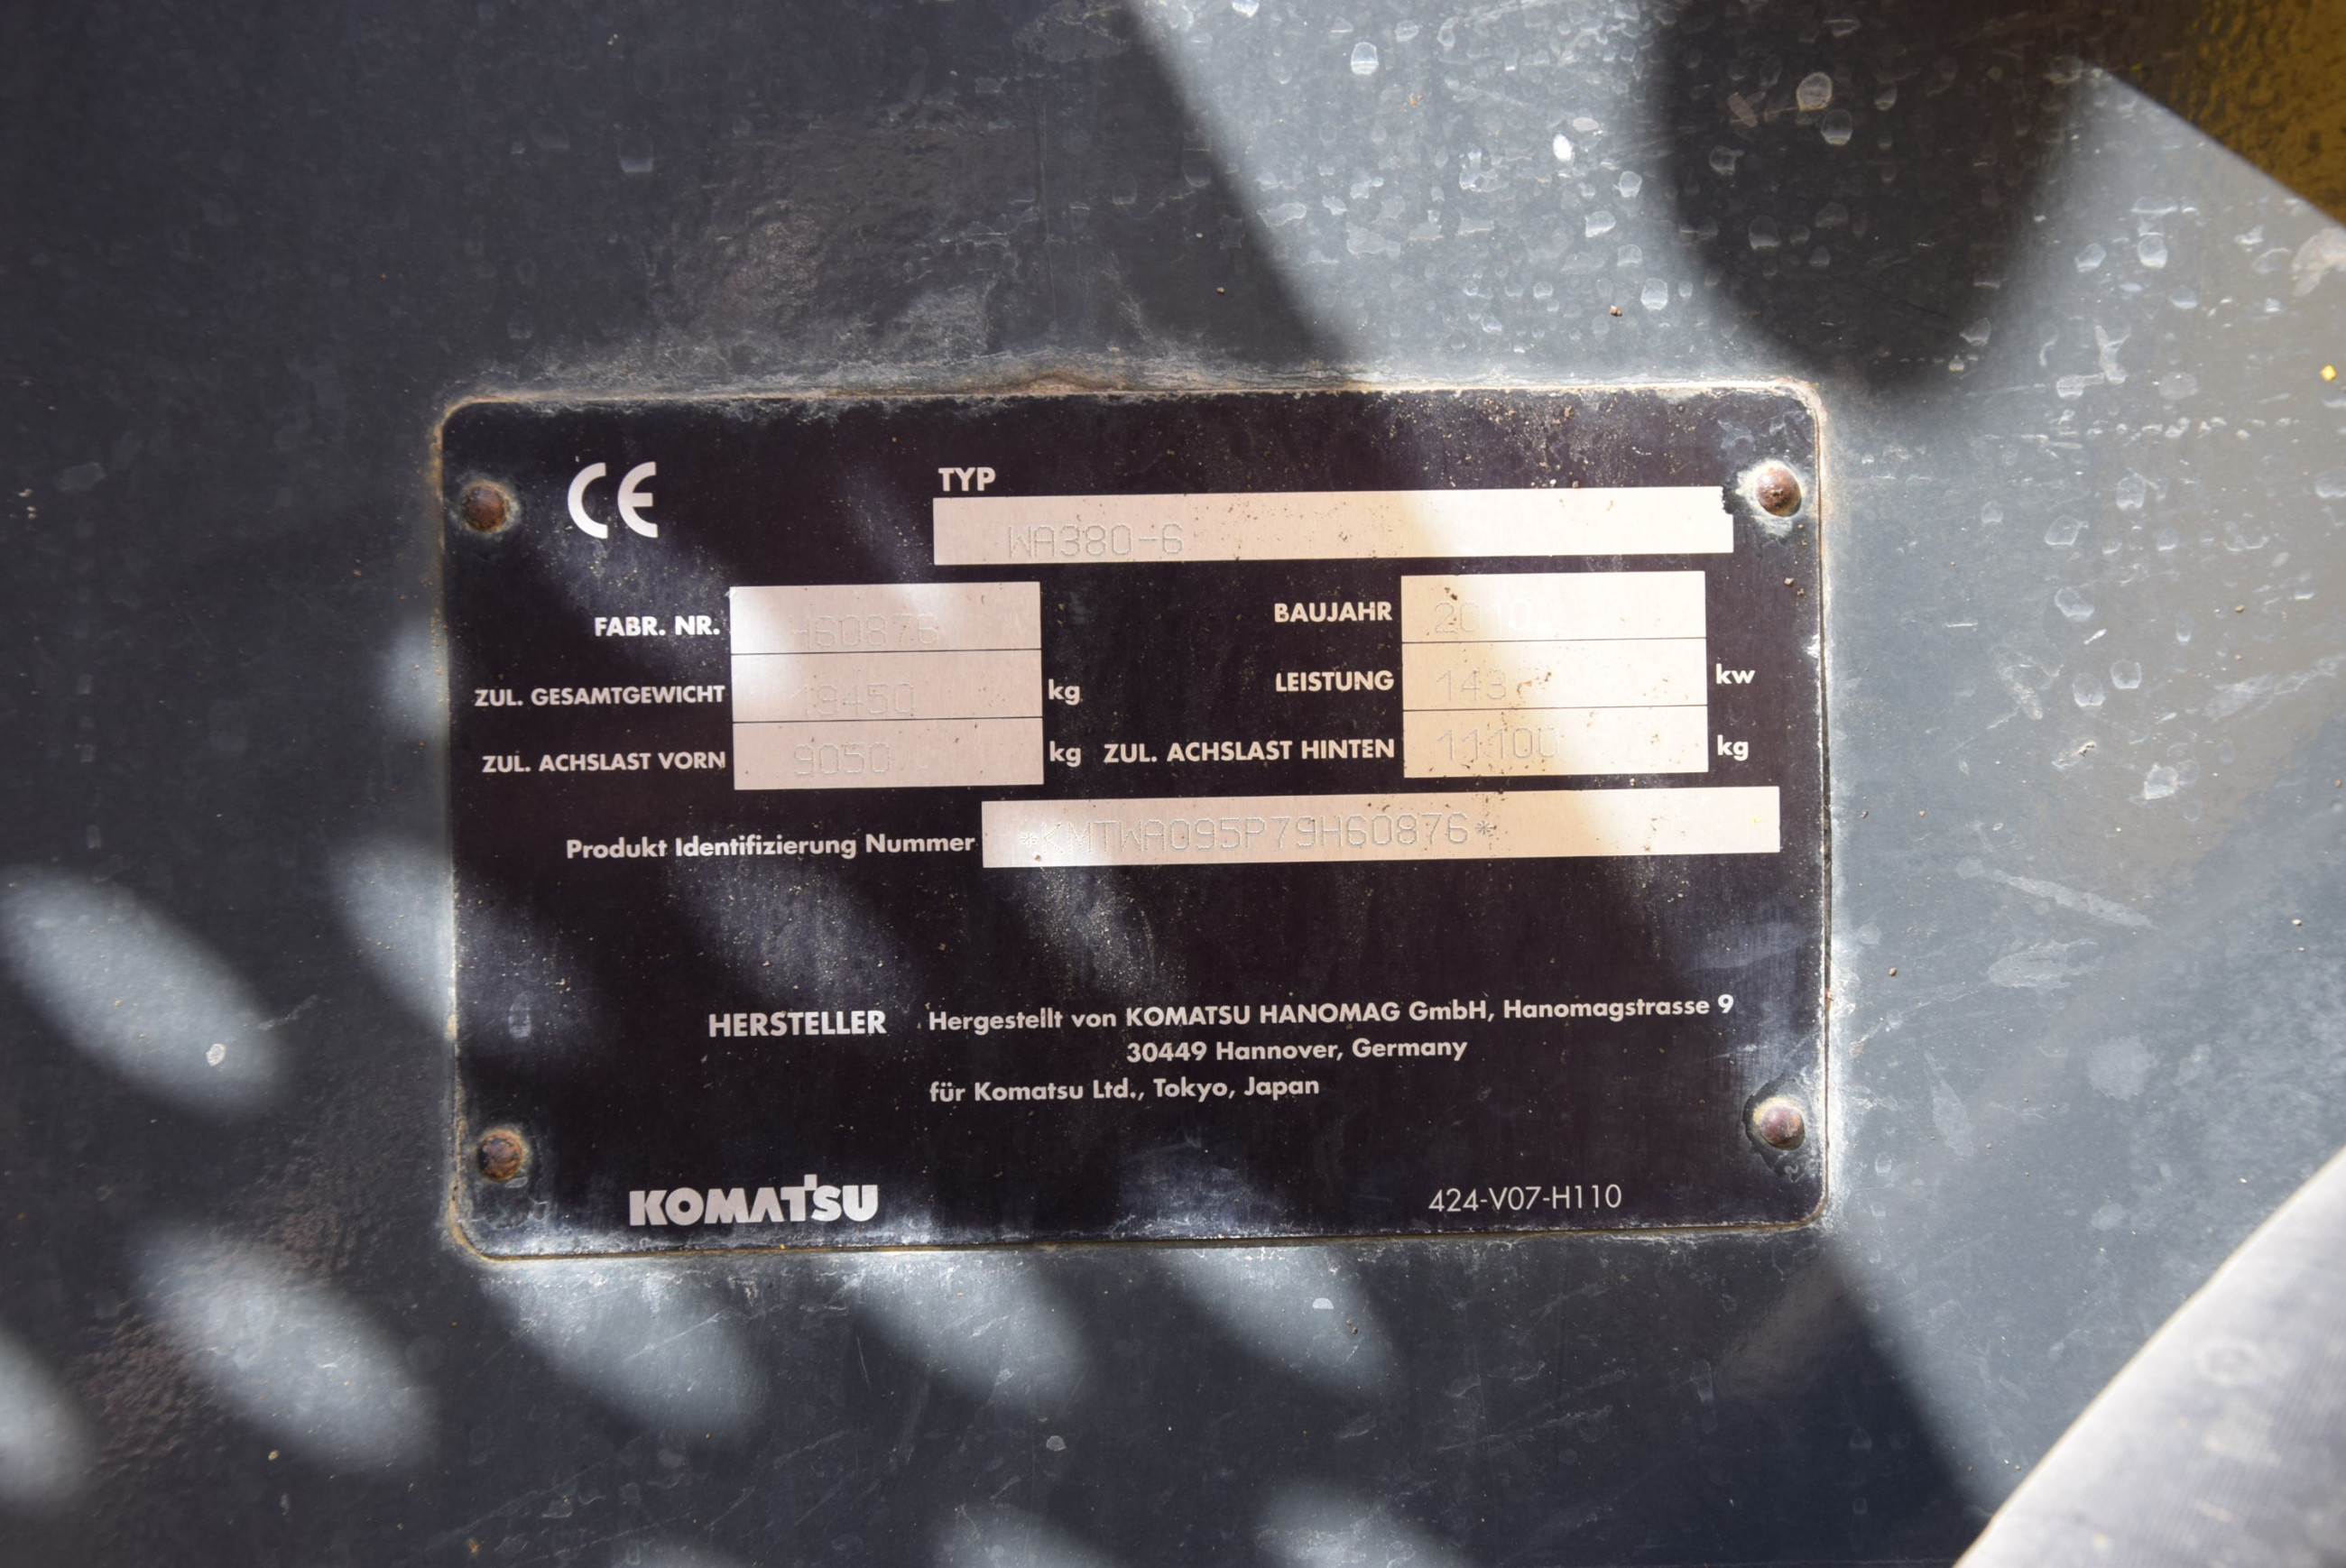 CE
TYP
WA380-6
FABR. NR. H60876
BAUJAHR 2010
ZUL. GESAMTGEWICHT 18450 kg
LEISTUNG 143 kw
ZUL. ACHSLAST VORN 9050 kg
ZUL. ACHSLAST HINTEN 11100 kg
Produkt Identifizierung Nummer *KMTWA095P79H60876*
HERSTELLER Hergestellt von KOMATSU HANOMAG GmbH, Hanomagstrasse 9
30449 Hannover, Germany
für Komatsu Ltd., Tokyo, Japan
KOMATSU
424-V07-H110